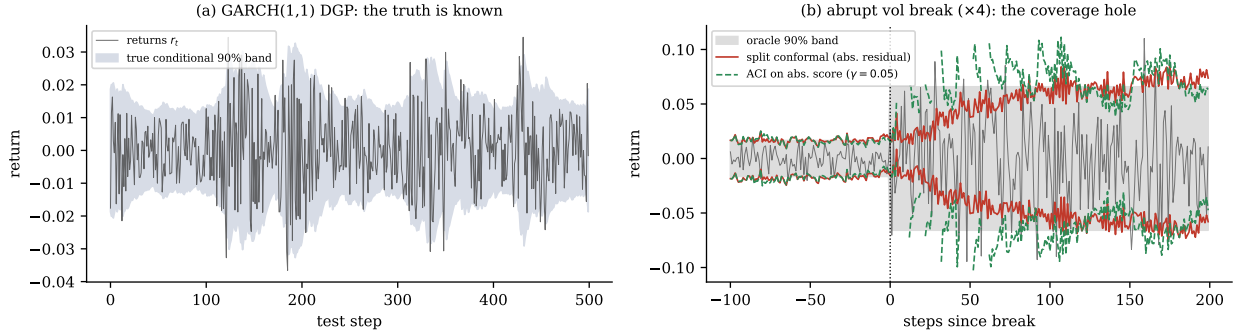 (a) GARCH(1,1) DGP: the truth is known
returns r_t
true conditional 90% band
return
0.03
0.02
0.01
0.00
−0.01
−0.02
−0.03
−0.04
0
100
200
300
400
500
test step
(b) abrupt vol break (×4): the coverage hole
oracle 90% band
split conformal (abs. residual)
ACI on abs. score (γ = 0.05)
return
0.10
0.05
0.00
−0.05
−0.10
−100
−50
0
50
100
150
200
steps since break